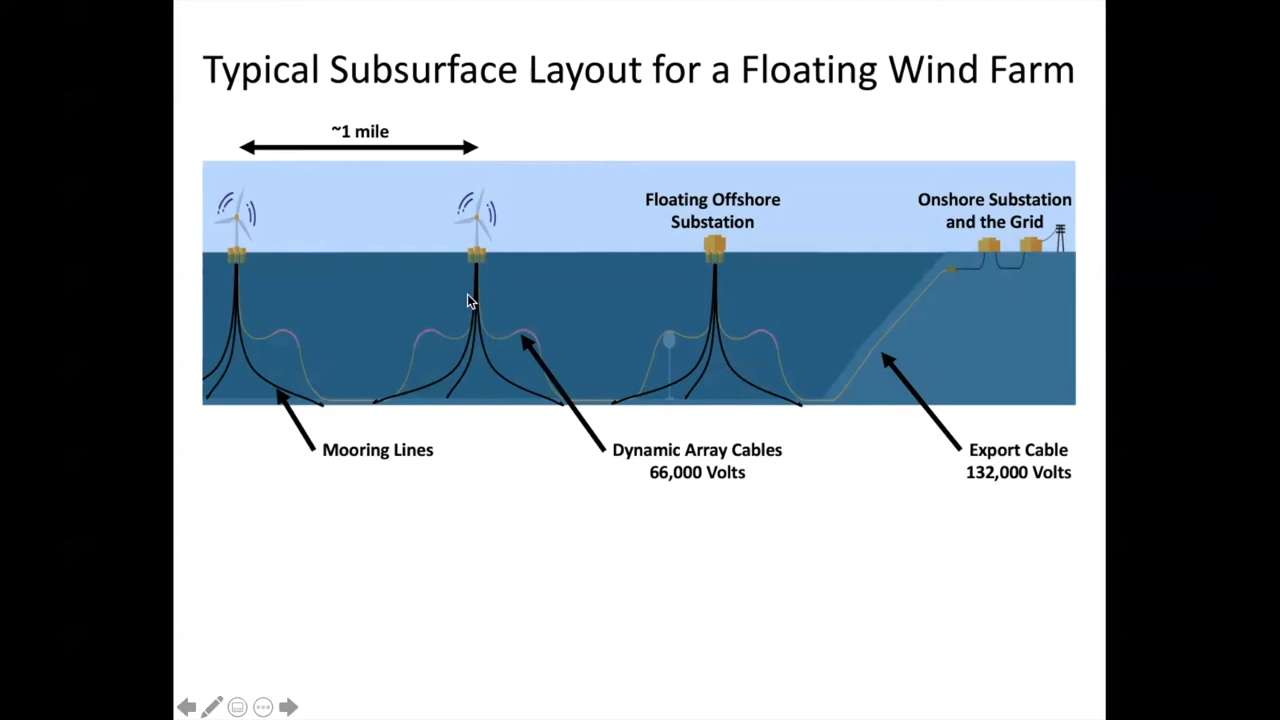 Typical Subsurface Layout for a Floating Wind Farm
~1 mile
Floating Offshore
Substation
Onshore Substation
and the Grid
Mooring Lines
Dynamic Array Cables
66,000 Volts
Export Cable
132,000 Volts